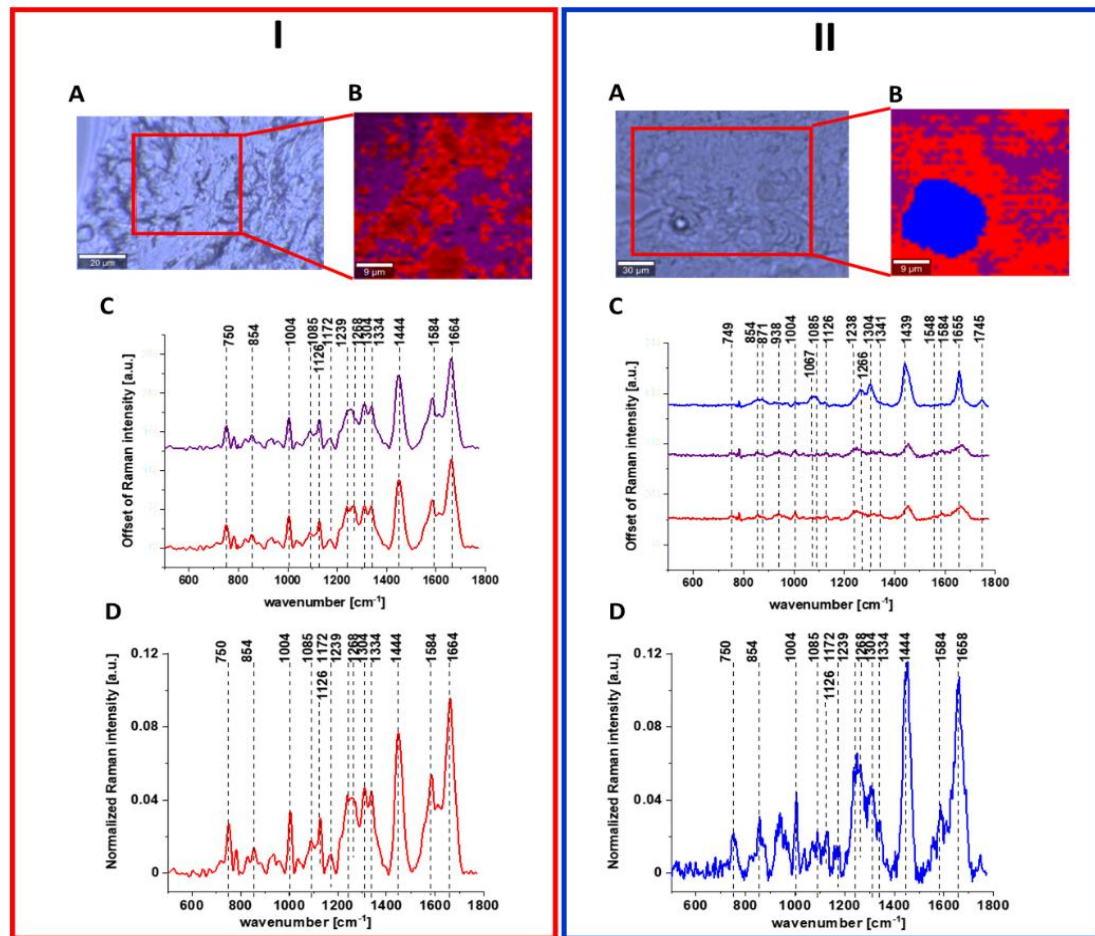 I
A
B
20 µm
9 µm
C
750
854
1004
1085
1126
1172
1239
1268
1304
1334
1444
1584
1664
Offset of Raman intensity [a.u.]
600 800 1000 1200 1400 1600 1800
wavenumber [cm⁻¹]
D
750
854
1004
1085
1126
1172
1239
1268
1304
1334
1444
1584
1664
Normalized Raman intensity [a.u.]
0.12
0.08
0.04
0
400 600 800 1000 1200 1400 1600 1800
wavenumber [cm⁻¹]
II
A
B
30 µm
9 µm
C
749
854
871
938
1004
1067
1085
1126
1238
1266
1304
1341
1439
1548
1584
1655
1745
Offset of Raman intensity [a.u.]
600 800 1000 1200 1400 1600 1800
wavenumber [cm⁻¹]
D
750
854
1004
1085
1126
1172
1239
1268
1304
1334
1444
1584
1658
Normalized Raman intensity [a.u.]
0.12
0.08
0.04
0
600 800 1000 1200 1400 1600 1800
wavenumber [cm⁻¹]